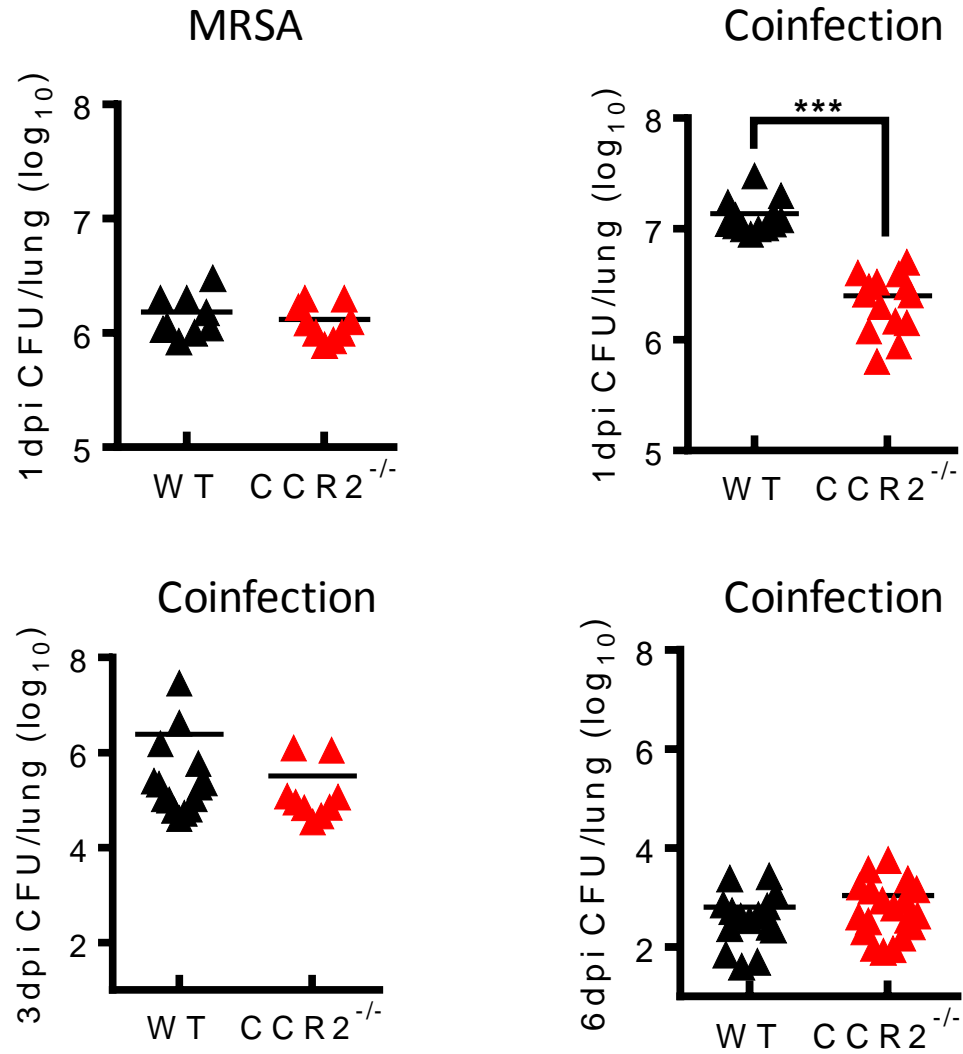 MRSA
1dpi CFU/lung (log10)
8
7
6
5
WT CCR2-/-
Coinfection
1dpi CFU/lung (log10)
8
7
6
5
***
WT CCR2-/-
Coinfection
3dpi CFU/lung (log10)
8
6
4
2
WT CCR2-/-
Coinfection
6dpi CFU/lung (log10)
8
6
4
2
WT CCR2-/-